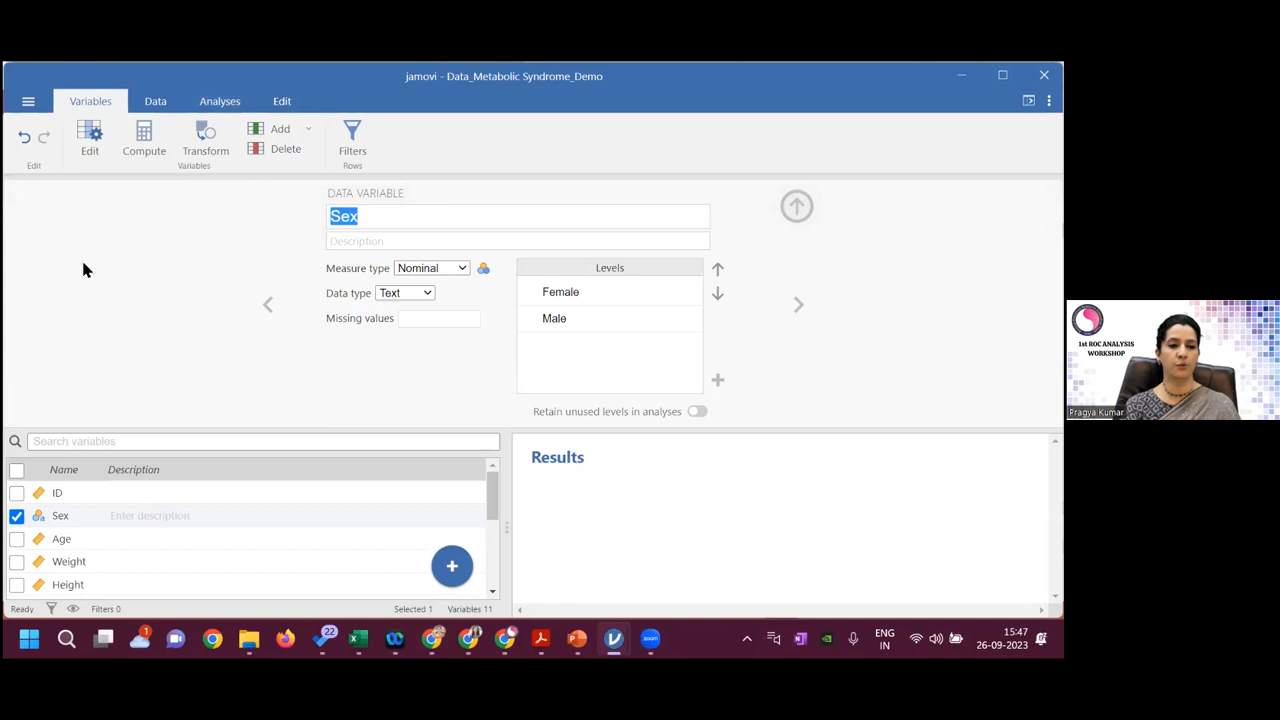 jamovi - Data_Metabolic Syndrome_Demo
Variables Data Analyses Edit
Edit Compute Transform Add Delete Filters
Edit Variables Rows
DATA VARIABLE
Sex
Description
Measure type Nominal
Data type Text
Missing values
Levels
Female
Male
Retain unused levels in analyses
Search variables
Name Description
ID
Sex Enter description
Age
Weight
Height
Ready Filters 0 Selected 1 Variables 11
Results
1
22
ENG
IN
15:47
26-09-2023
1st ROC ANALYSIS
WORKSHOP
Pragya Kumar